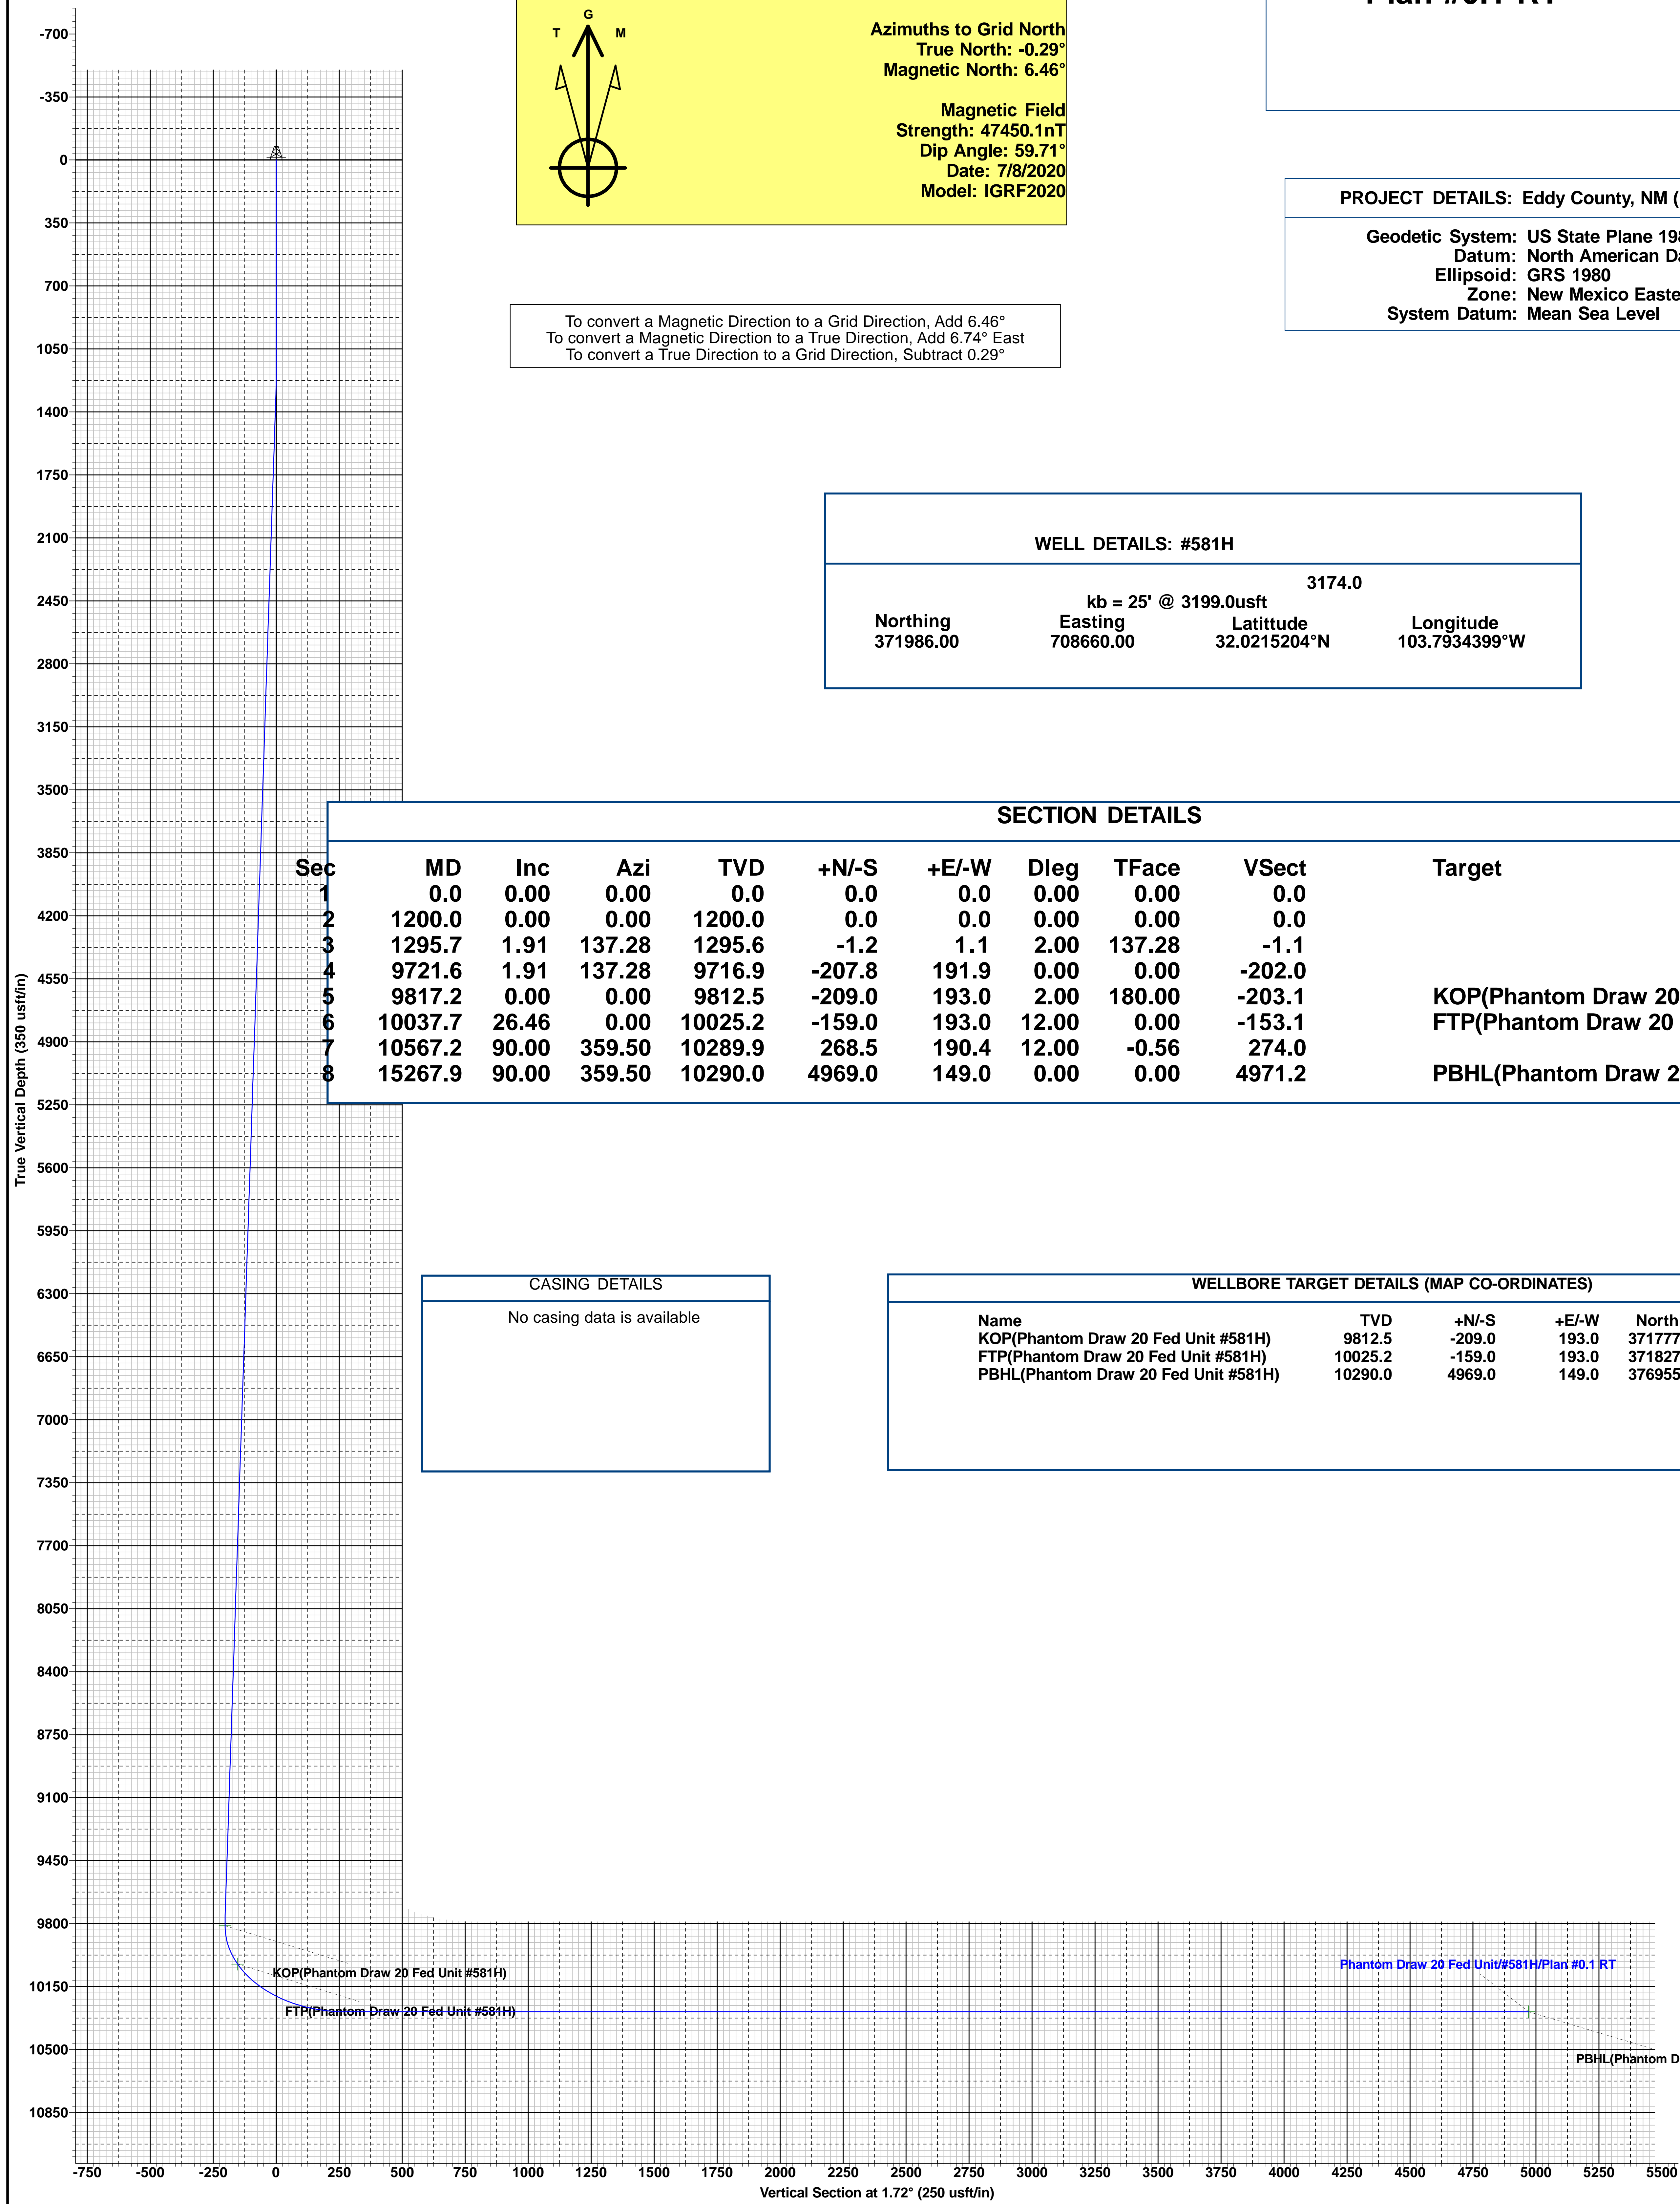 Azimuths to Grid North
True North: -0.29°
Magnetic North: 6.46°
Magnetic Field
Strength: 47450.1nT
Dip Angle: 59.71°
Date: 7/8/2020
Model: IGRF2020
G
T M
To convert a Magnetic Direction to a Grid Direction, Add 6.46°
To convert a Magnetic Direction to a True Direction, Add 6.74° East
To convert a True Direction to a Grid Direction, Subtract 0.29°
PROJECT DETAILS: Eddy County, NM (
Geodetic System: US State Plane 198
Datum: North American Da
Ellipsoid: GRS 1980
Zone: New Mexico Easte
System Datum: Mean Sea Level
WELL DETAILS: #581H
3174.0
kb = 25' @ 3199.0usft
Northing Easting Latittude Longitude
371986.00 708660.00 32.0215204°N 103.7934399°W
SECTION DETAILS
Sec MD Inc Azi TVD +N/-S +E/-W Dleg TFace VSect Target
1 0.0 0.00 0.00 0.0 0.0 0.0 0.00 0.00 0.0
2 1200.0 0.00 0.00 1200.0 0.0 0.0 0.00 0.00 0.0
3 1295.7 1.91 137.28 1295.6 -1.2 1.1 2.00 137.28 -1.1
4 9721.6 1.91 137.28 9716.9 -207.8 191.9 0.00 0.00 -202.0
5 9817.2 0.00 0.00 9812.5 -209.0 193.0 2.00 180.00 -203.1 KOP(Phantom Draw 20
6 10037.7 26.46 0.00 10025.2 -159.0 193.0 12.00 0.00 -153.1 FTP(Phantom Draw 20
7 10567.2 90.00 359.50 10289.9 268.5 190.4 12.00 -0.56 274.0
8 15267.9 90.00 359.50 10290.0 4969.0 149.0 0.00 0.00 4971.2 PBHL(Phantom Draw 2
CASING DETAILS
No casing data is available
WELLBORE TARGET DETAILS (MAP CO-ORDINATES)
Name TVD +N/-S +E/-W North
KOP(Phantom Draw 20 Fed Unit #581H) 9812.5 -209.0 193.0 371777
FTP(Phantom Draw 20 Fed Unit #581H) 10025.2 -159.0 193.0 371827
PBHL(Phantom Draw 20 Fed Unit #581H) 10290.0 4969.0 149.0 376955
True Vertical Depth (350 usft/in)
-700
-350
0
350
700
1050
1400
1750
2100
2450
2800
3150
3500
3850
4200
4550
4900
5250
5600
5950
6300
6650
7000
7350
7700
8050
8400
8750
9100
9450
9800
10150
10500
10850
KOP(Phantom Draw 20 Fed Unit #581H)
FTP(Phantom Draw 20 Fed Unit #581H)
Phantom Draw 20 Fed Unit/#581H/Plan #0.1 RT
PBHL(Phantom D
-750 -500 -250 0 250 500 750 1000 1250 1500 1750 2000 2250 2500 2750 3000 3250 3500 3750 4000 4250 4500 4750 5000 5250 5500
Vertical Section at 1.72° (250 usft/in)